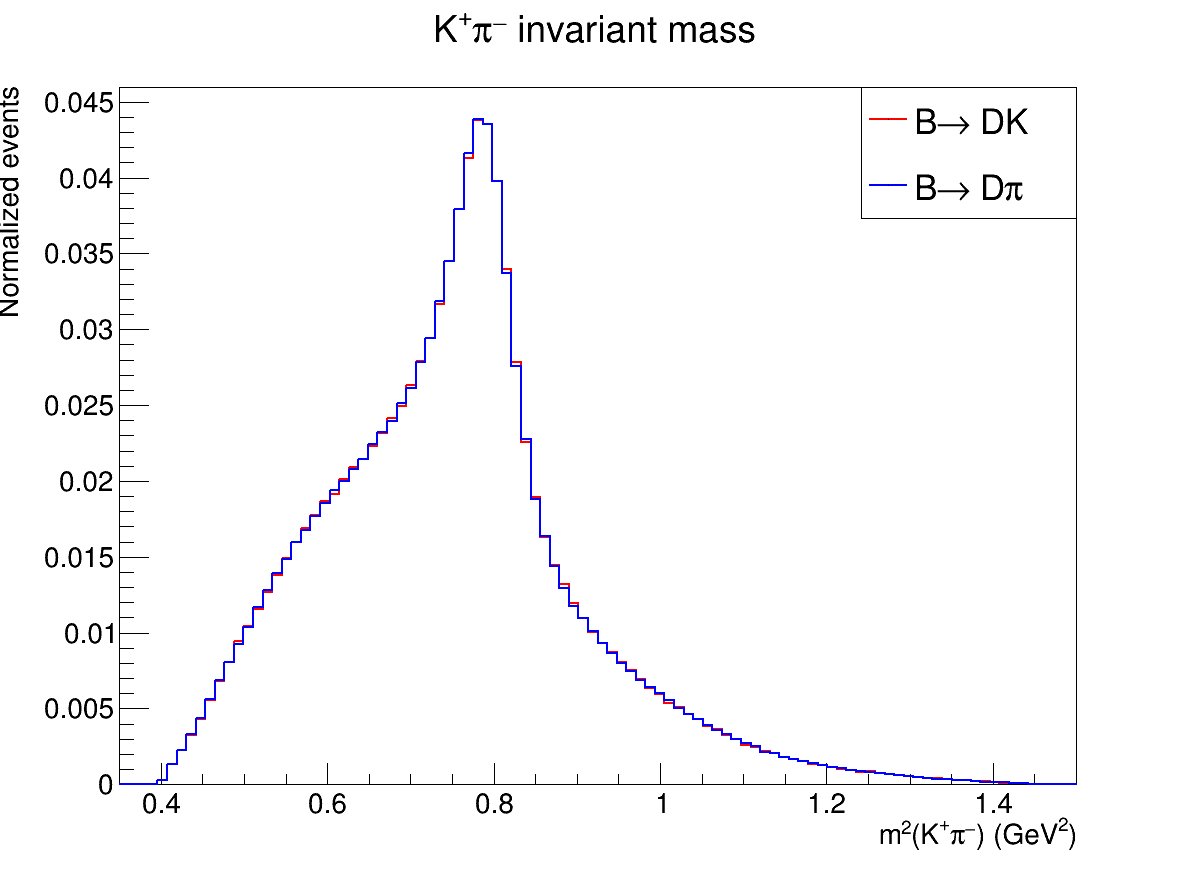 K⁺π⁻ invariant mass
Normalized events
0.045
0.04
0.035
0.03
0.025
0.02
0.015
0.01
0.005
0
B→ DK
B→ Dπ
0.4 0.6 0.8 1 1.2 1.4
m²(K⁺π⁻) (GeV²)